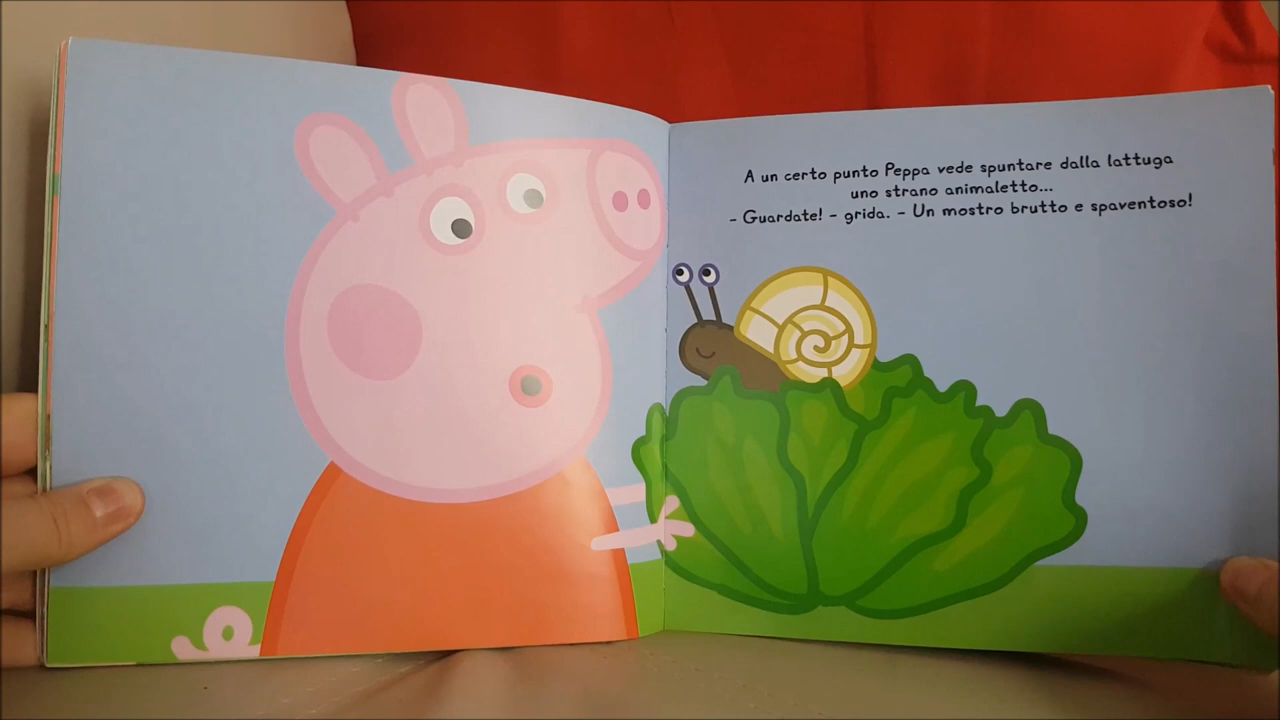 A un certo punto Peppa vede spuntare dalla lattuga
uno strano animaletto...
– Guardate! – grida. – Un mostro brutto e spaventoso!